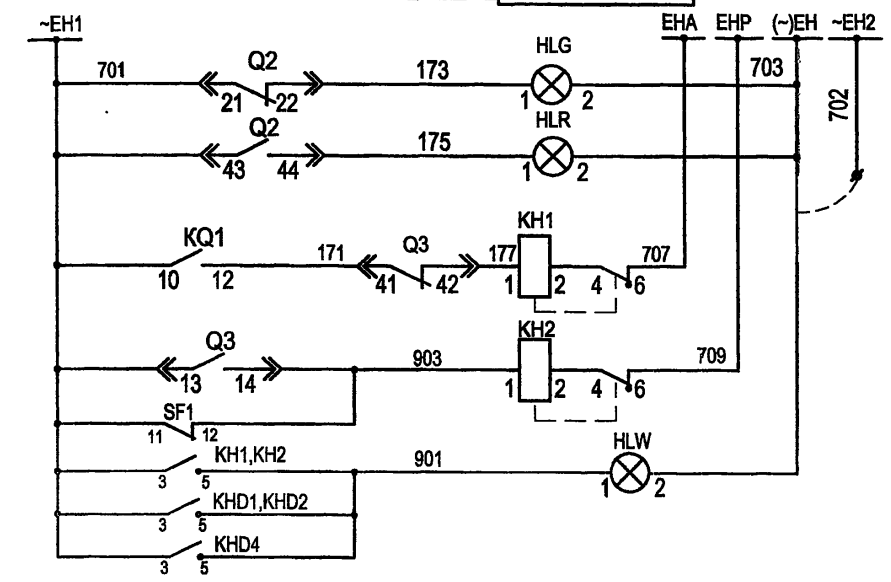 ~EH1 EHA EHP (~)EH ~EH2
701 Q2 173 HLG 703
21 22 1 2
702
Q2 175 HLR
43 44 1 2
KQ1 171 Q3 177 KH1 707
10 12 41 42 1 2 4 6
Q3 903 KH2 709
13 14 1 2 4 6
SF1
11 12
KH1,KH2 901 HLW
3 5 1 2
KHD1,KHD2
3 5
KHD4
3 5